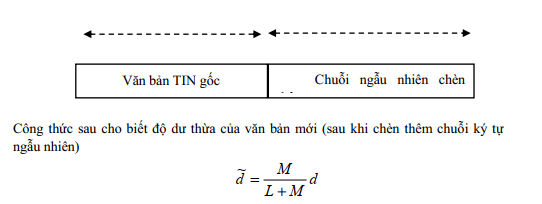 Văn bản TIN gốc
Chuỗi ngẫu nhiên chèn
Công thức sau cho biết độ dư thừa của văn bản mới (sau khi chèn thêm chuỗi ký tự
ngẫu nhiên)
d̃ = M / (L + M) d